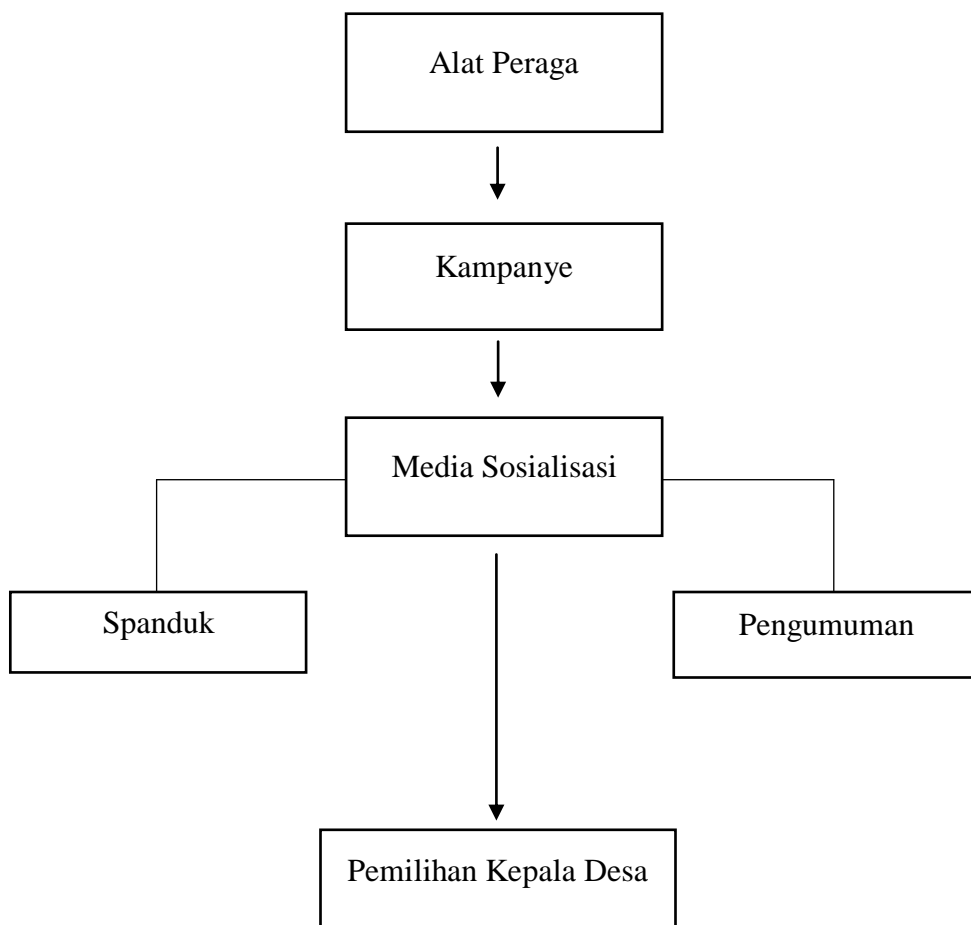 Alat Peraga
Kampanye
Media Sosialisasi
Spanduk
Pengumuman
Pemilihan Kepala Desa